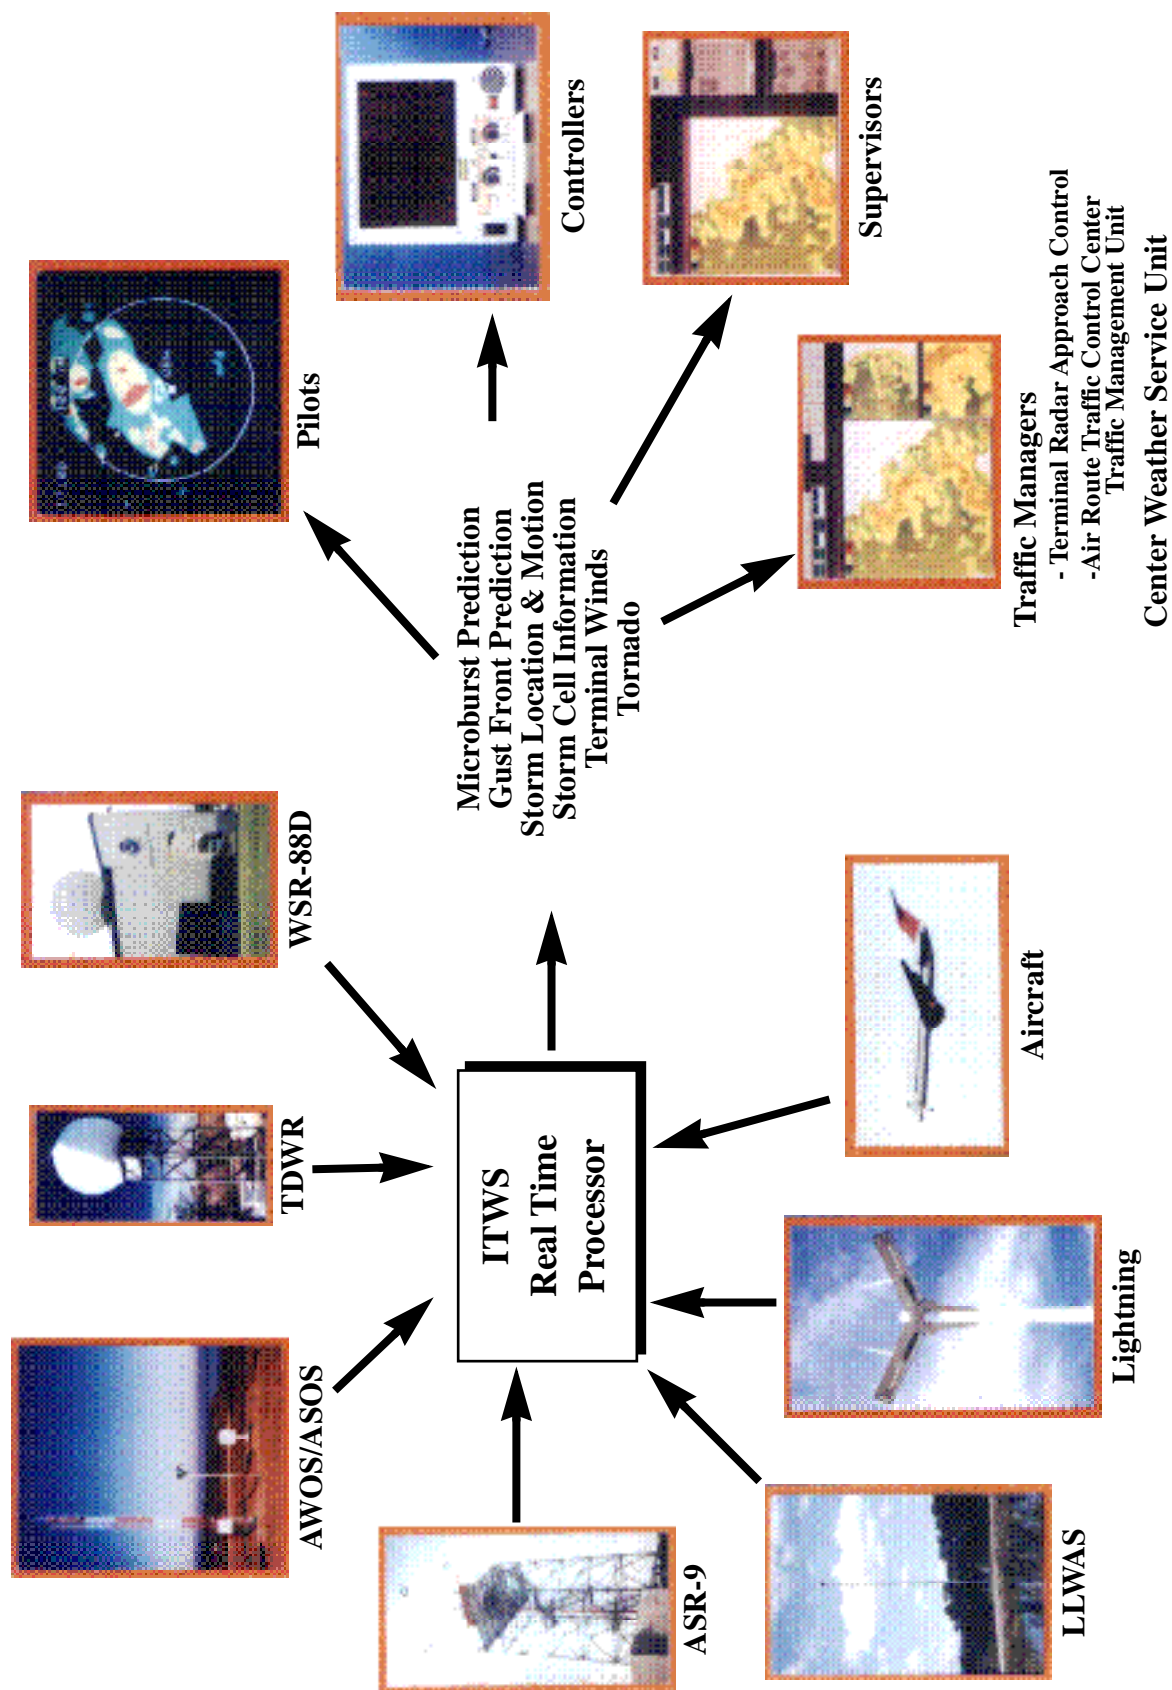 AWOS/ASOS
TDWR
WSR-88D
Pilots
ASR-9
ITWS
Real Time
Processor
Microburst Prediction
Gust Front Prediction
Storm Location & Motion
Storm Cell Information
Terminal Winds
Tornado
Controllers
Supervisors
LLWAS
Lightning
Aircraft
Traffic Managers
- Terminal Radar Approach Control
-Air Route Traffic Control Center
Traffic Management Unit
Center Weather Service Unit